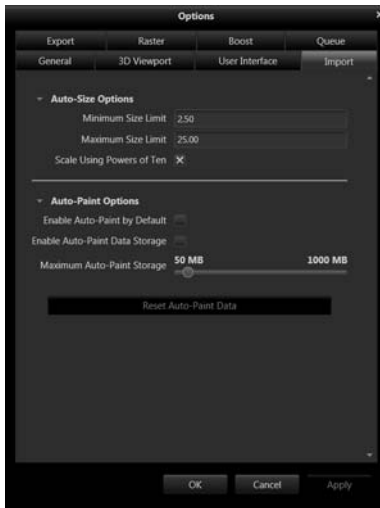 Options
Export Raster Boost Queue
General 3D Viewport User Interface Import
Auto-Size Options
Minimum Size Limit 2.50
Maximum Size Limit 25.00
Scale Using Powers of Ten
Auto-Paint Options
Enable Auto-Paint by Default
Enable Auto-Paint Data Storage
Maximum Auto-Paint Storage 50 MB 1000 MB
Reset Auto-Paint Data
OK Cancel Apply